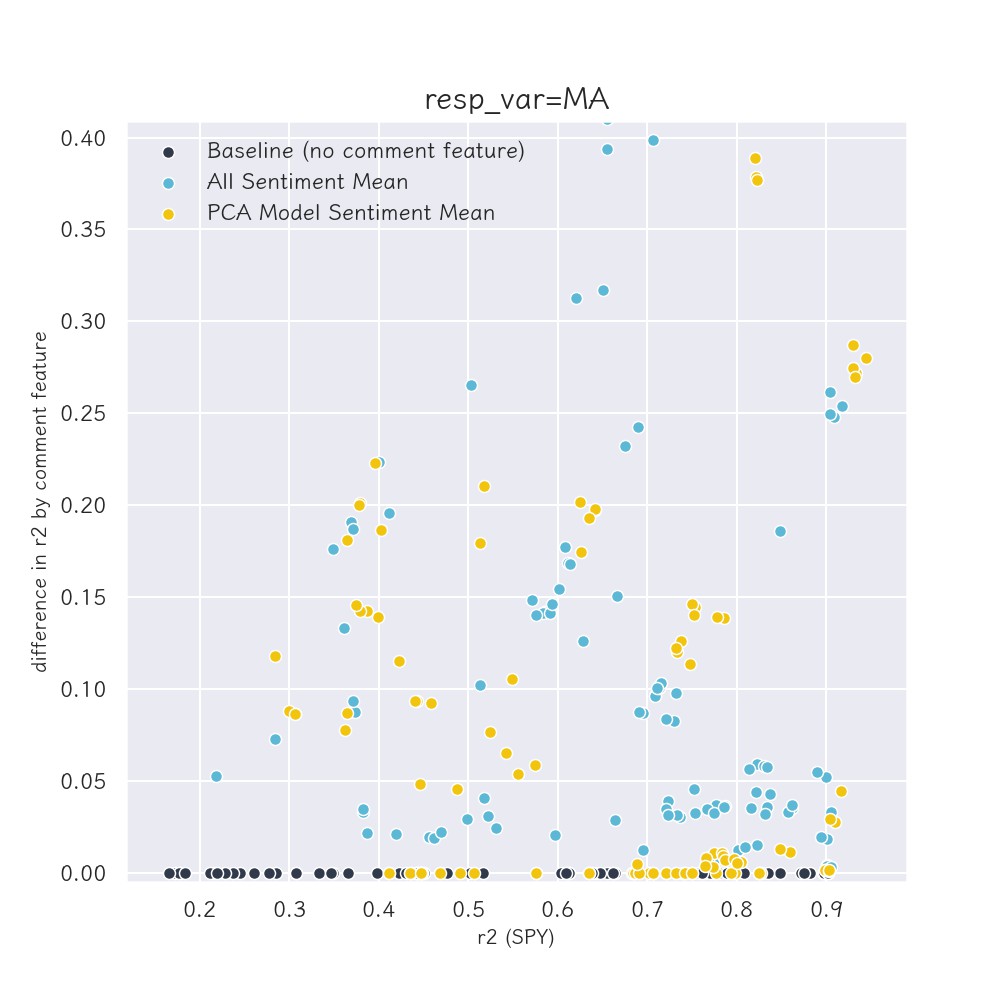 resp_var=MA
Baseline (no comment feature)
All Sentiment Mean
PCA Model Sentiment Mean
difference in r2 by comment feature
0.40
0.35
0.30
0.25
0.20
0.15
0.10
0.05
0.00
0.2 0.3 0.4 0.5 0.6 0.7 0.8 0.9
r2 (SPY)